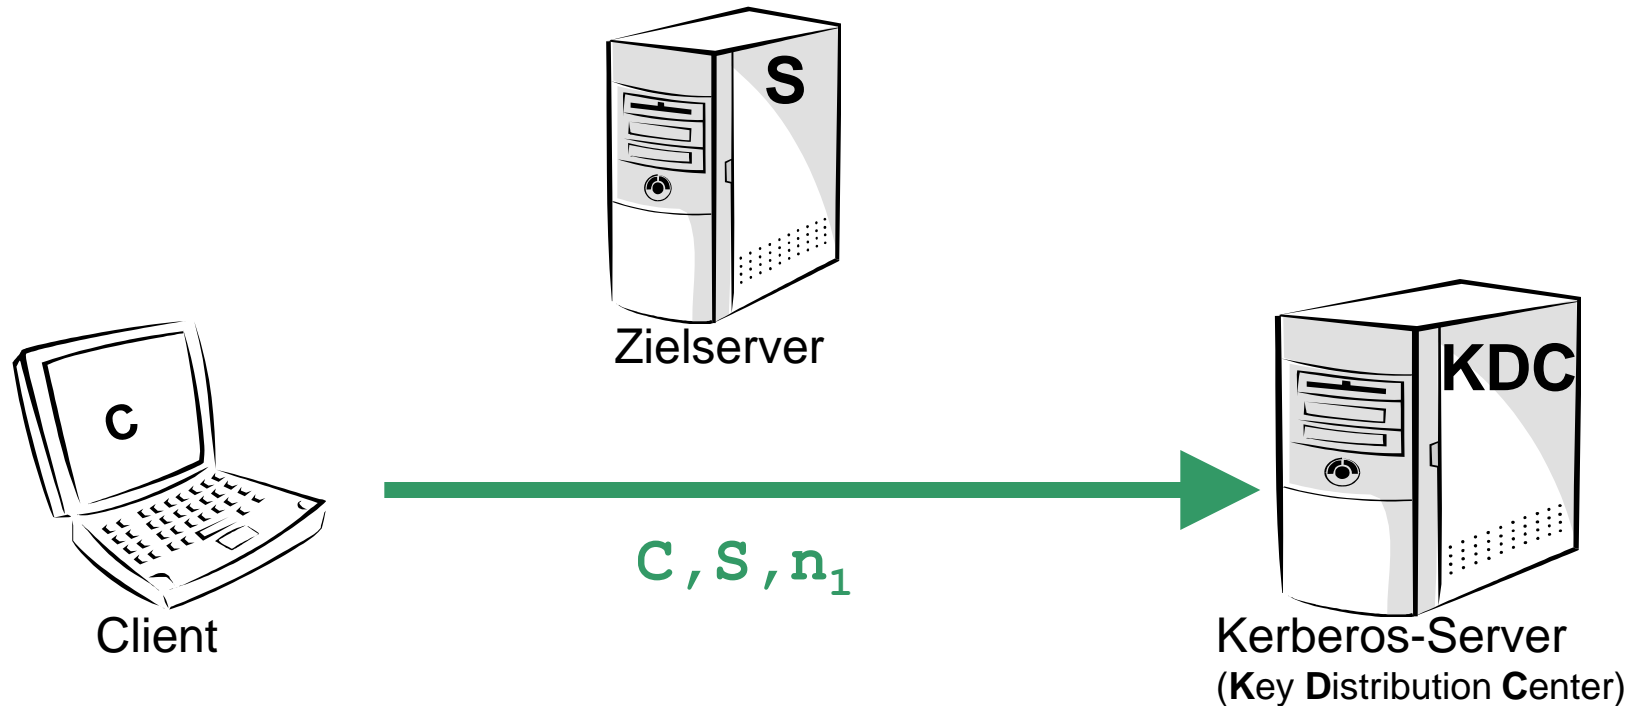 S
Zielserver
KDC
C
C,S,n₁
Client
Kerberos-Server
(Key Distribution Center)